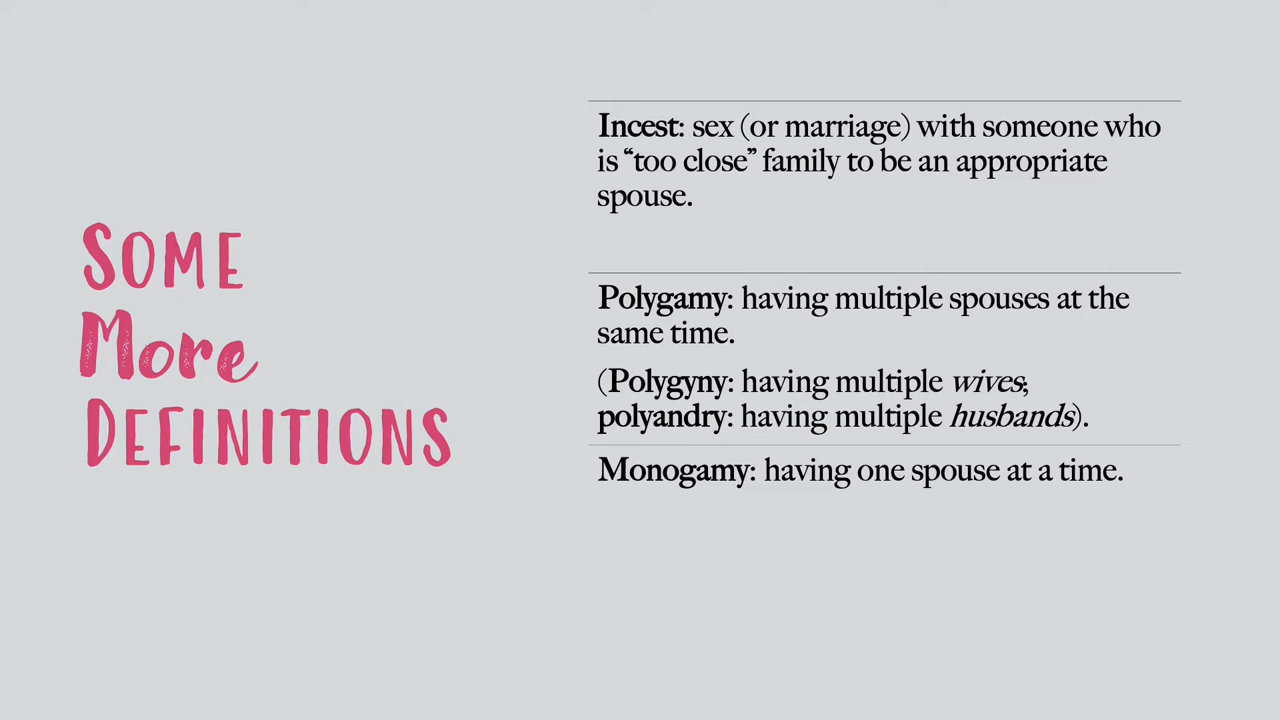 SOME
More
DEFINITIONS
Incest: sex (or marriage) with someone who
is “too close” family to be an appropriate
spouse.
Polygamy: having multiple spouses at the
same time.
(Polygyny: having multiple wives;
polyandry: having multiple husbands).
Monogamy: having one spouse at a time.